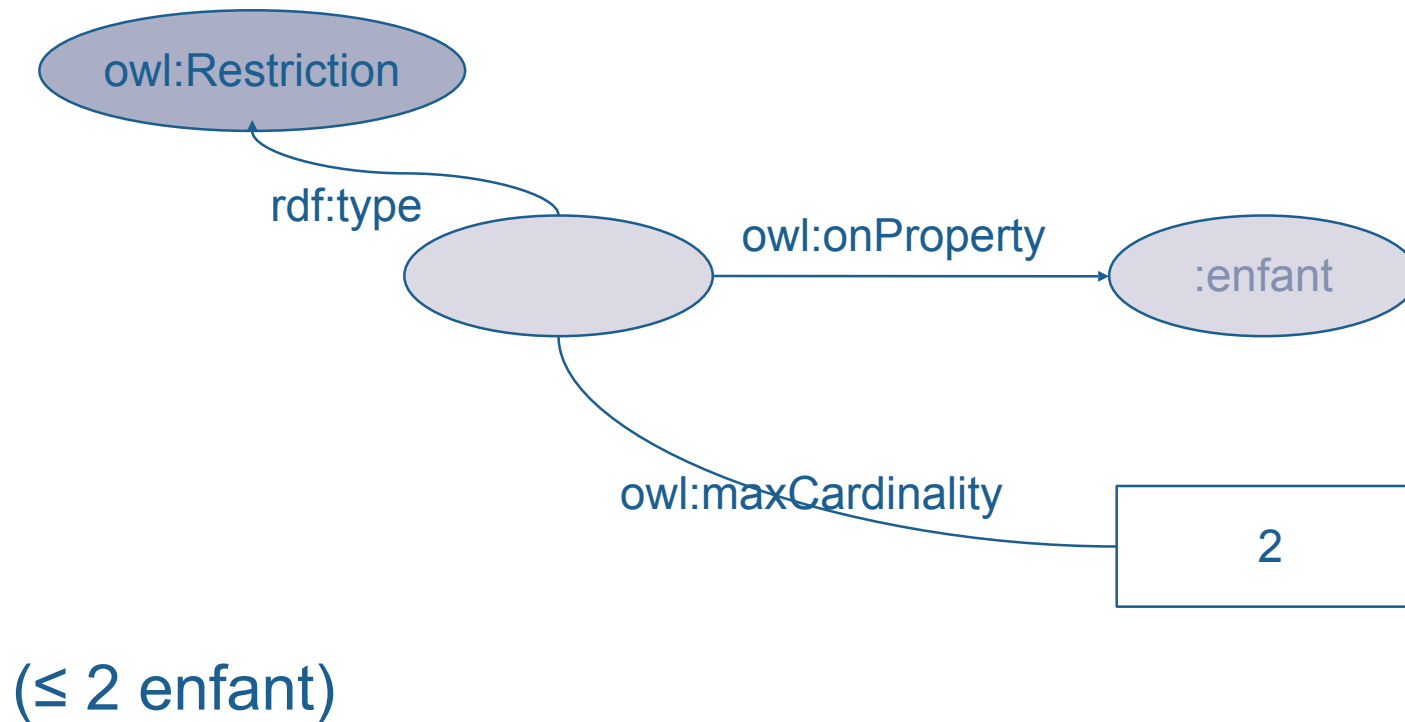 owl:Restriction
rdf:type
owl:onProperty
:enfant
owl:maxCardinality
2
(≤ 2 enfant)